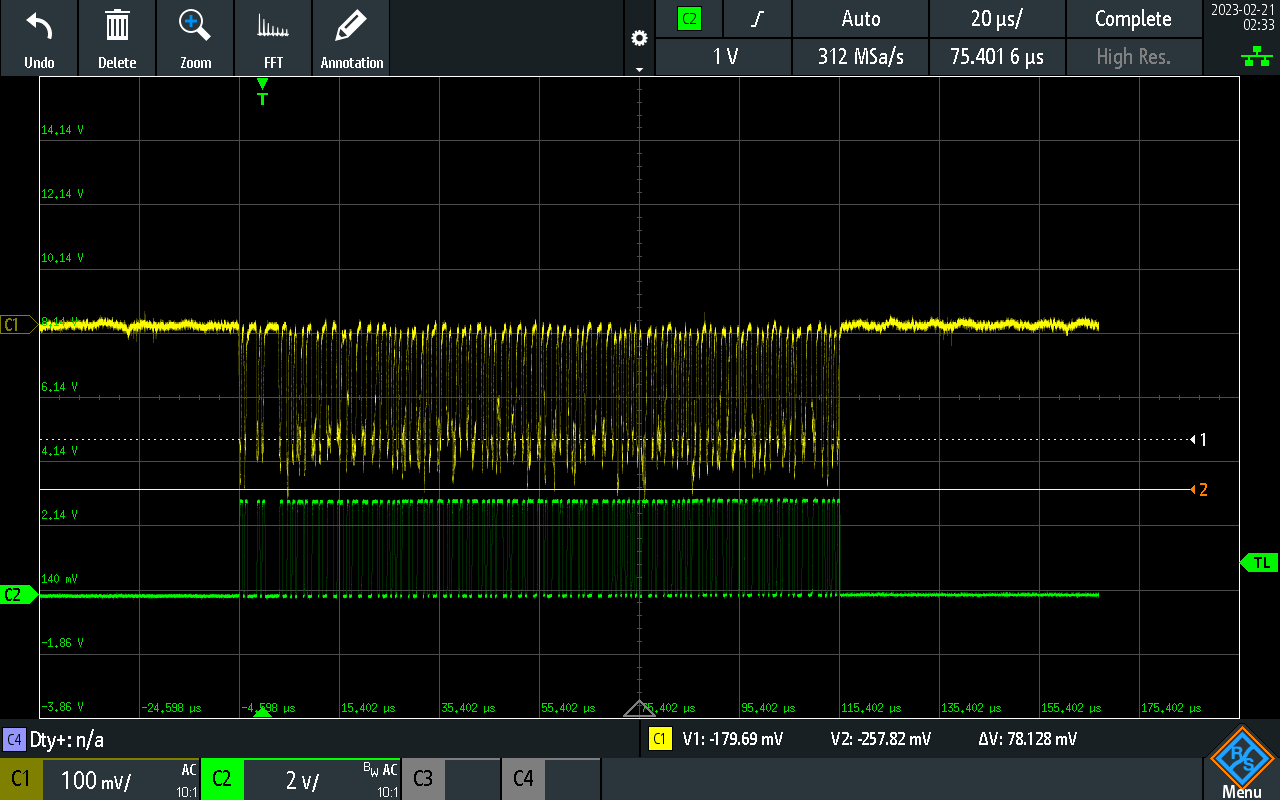 Undo
Delete
Zoom
FFT
Annotation
C2
Auto
20 µs/
Complete
2023-02-21
02:33
1 V
312 MSa/s
75.401 6 µs
High Res.
T
14,14 V
12,14 V
10,14 V
C1
8,14 V
6,14 V
1
4,14 V
2
2,14 V
TL
140 mV
C2
-1,86 V
-3,86 V
-24,598 µs
-4,598 µs
15,402 µs
35,402 µs
55,402 µs
75,402 µs
95,402 µs
115,402 µs
135,402 µs
155,402 µs
175,402 µs
C4
Dty+: n/a
C1
V1: -179.69 mV
V2: -257.82 mV
ΔV: 78.128 mV
C1
100 mV/
AC
10:1
C2
2 V/
BW AC
10:1
C3
C4
R S
Menu